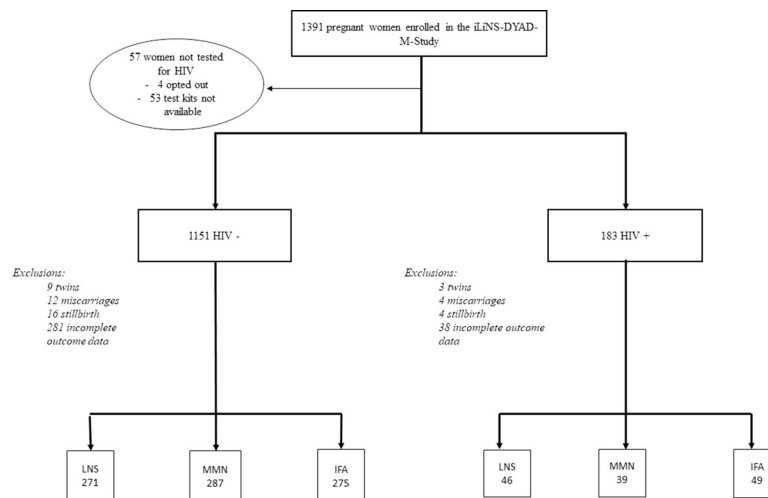 1391 pregnant women enrolled in the iLiNS-DYAD-
M-Study
57 women not tested
for HIV
- 4 opted out
- 53 test kits not
available
1151 HIV -
183 HIV +
Exclusions:
9 twins
12 miscarriages
16 stillbirth
281 incomplete
outcome data
Exclusions:
3 twins
4 miscarriages
4 stillbirth
38 incomplete outcome
data
LNS
271
MMN
287
IFA
275
LNS
46
MMN
39
IFA
49